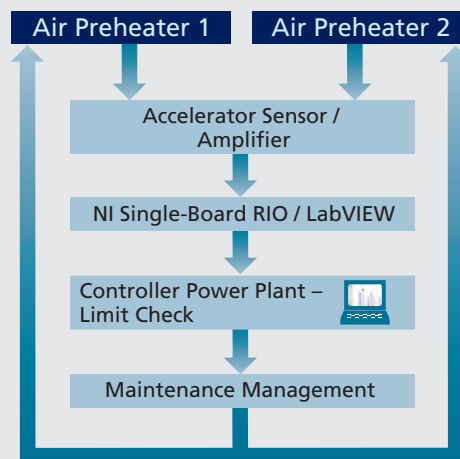 Air Preheater 1
Air Preheater 2
Accelerator Sensor /
Amplifier
NI Single-Board RIO / LabVIEW
Controller Power Plant –
Limit Check
Maintenance Management